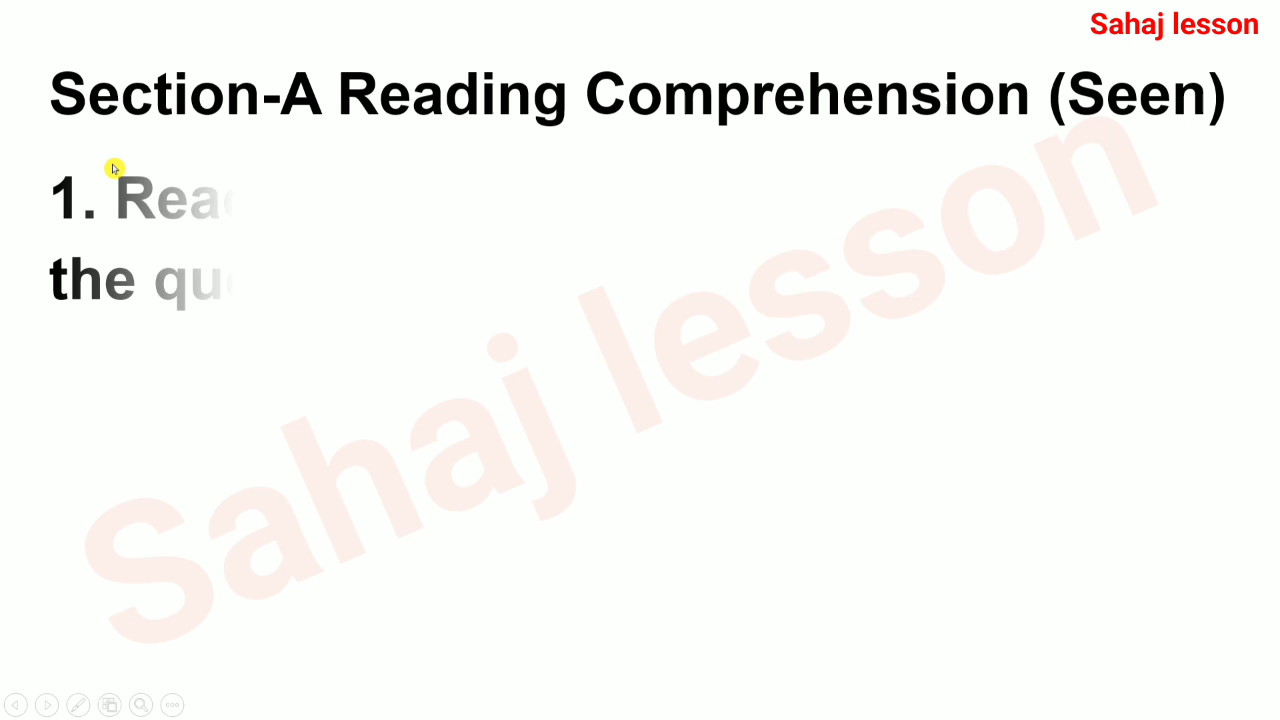 Sahaj lesson
Section-A Reading Comprehension (Seen)
1.
the
Sahaj lesson